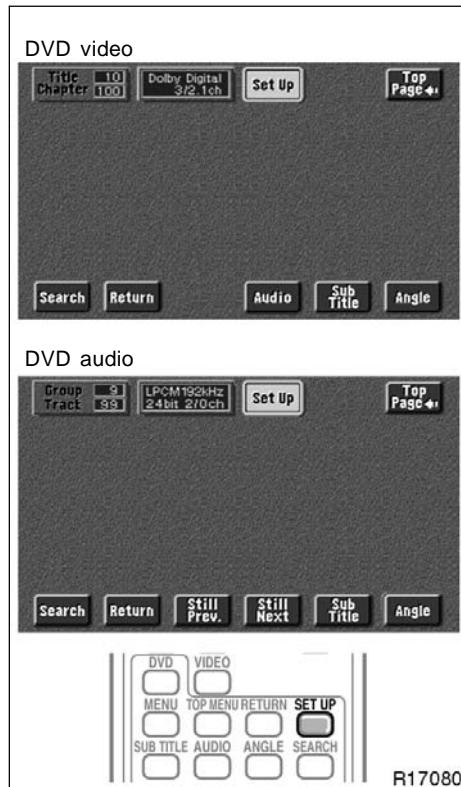 DVD video
Title 10 Dolby Digital Set Up Top
Chapter 100 3/2.1ch Page
Search Return Audio Sub Title Angle
DVD audio
Group 9 LPCM192kHz Set Up Top
Track 99 24bit 2/0ch Page
Search Return Still Prev. Still Next Sub Title Angle
DVD VIDEO
MENU TOP MENU RETURN SET UP
SUB TITLE AUDIO ANGLE SEARCH
R17080